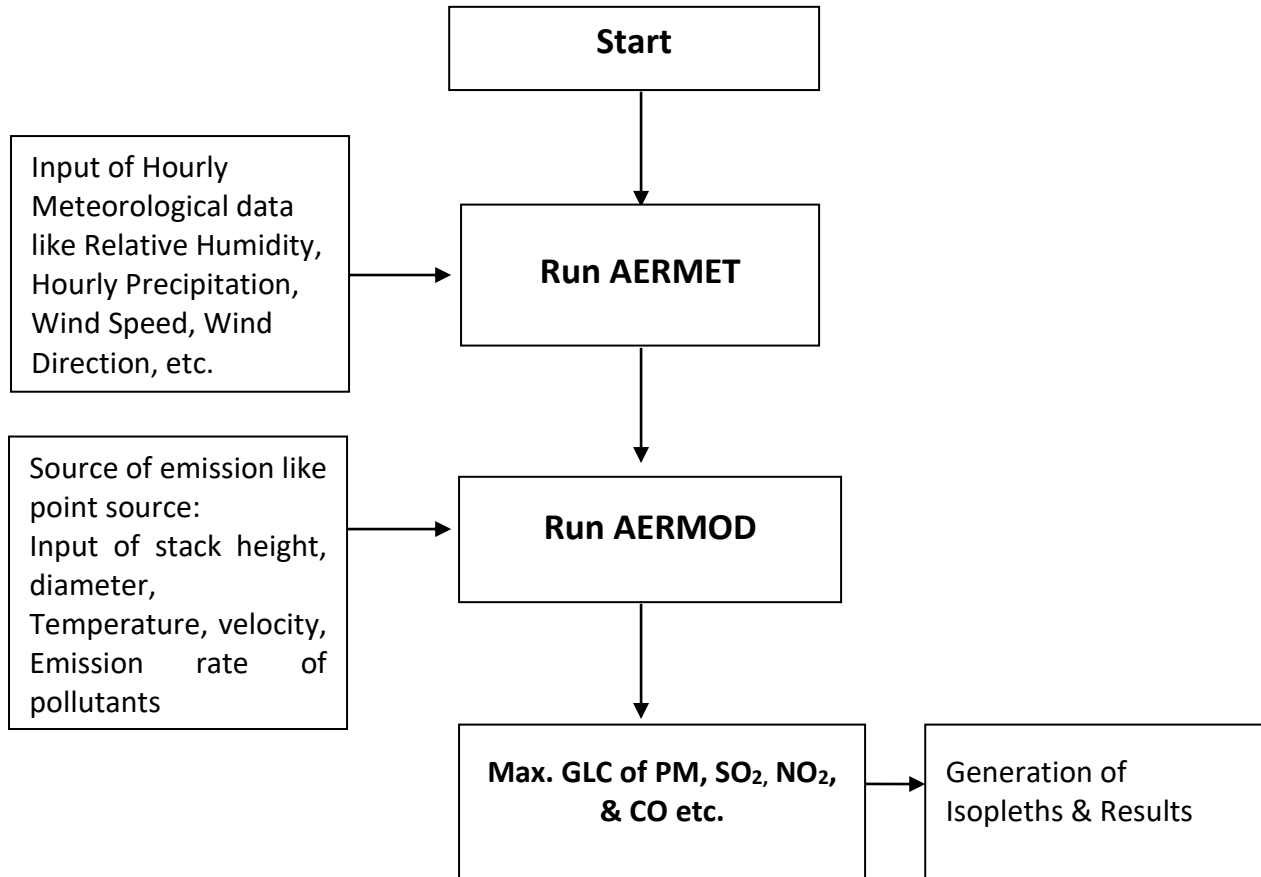 Start
Input of Hourly
Meteorological data
like Relative Humidity,
Hourly Precipitation,
Wind Speed, Wind
Direction, etc.
Run AERMET
Source of emission like
point source:
Input of stack height,
diameter,
Temperature, velocity,
Emission rate of
pollutants
Run AERMOD
Max. GLC of PM, SO₂, NO₂,
& CO etc.
Generation of
Isopleths & Results